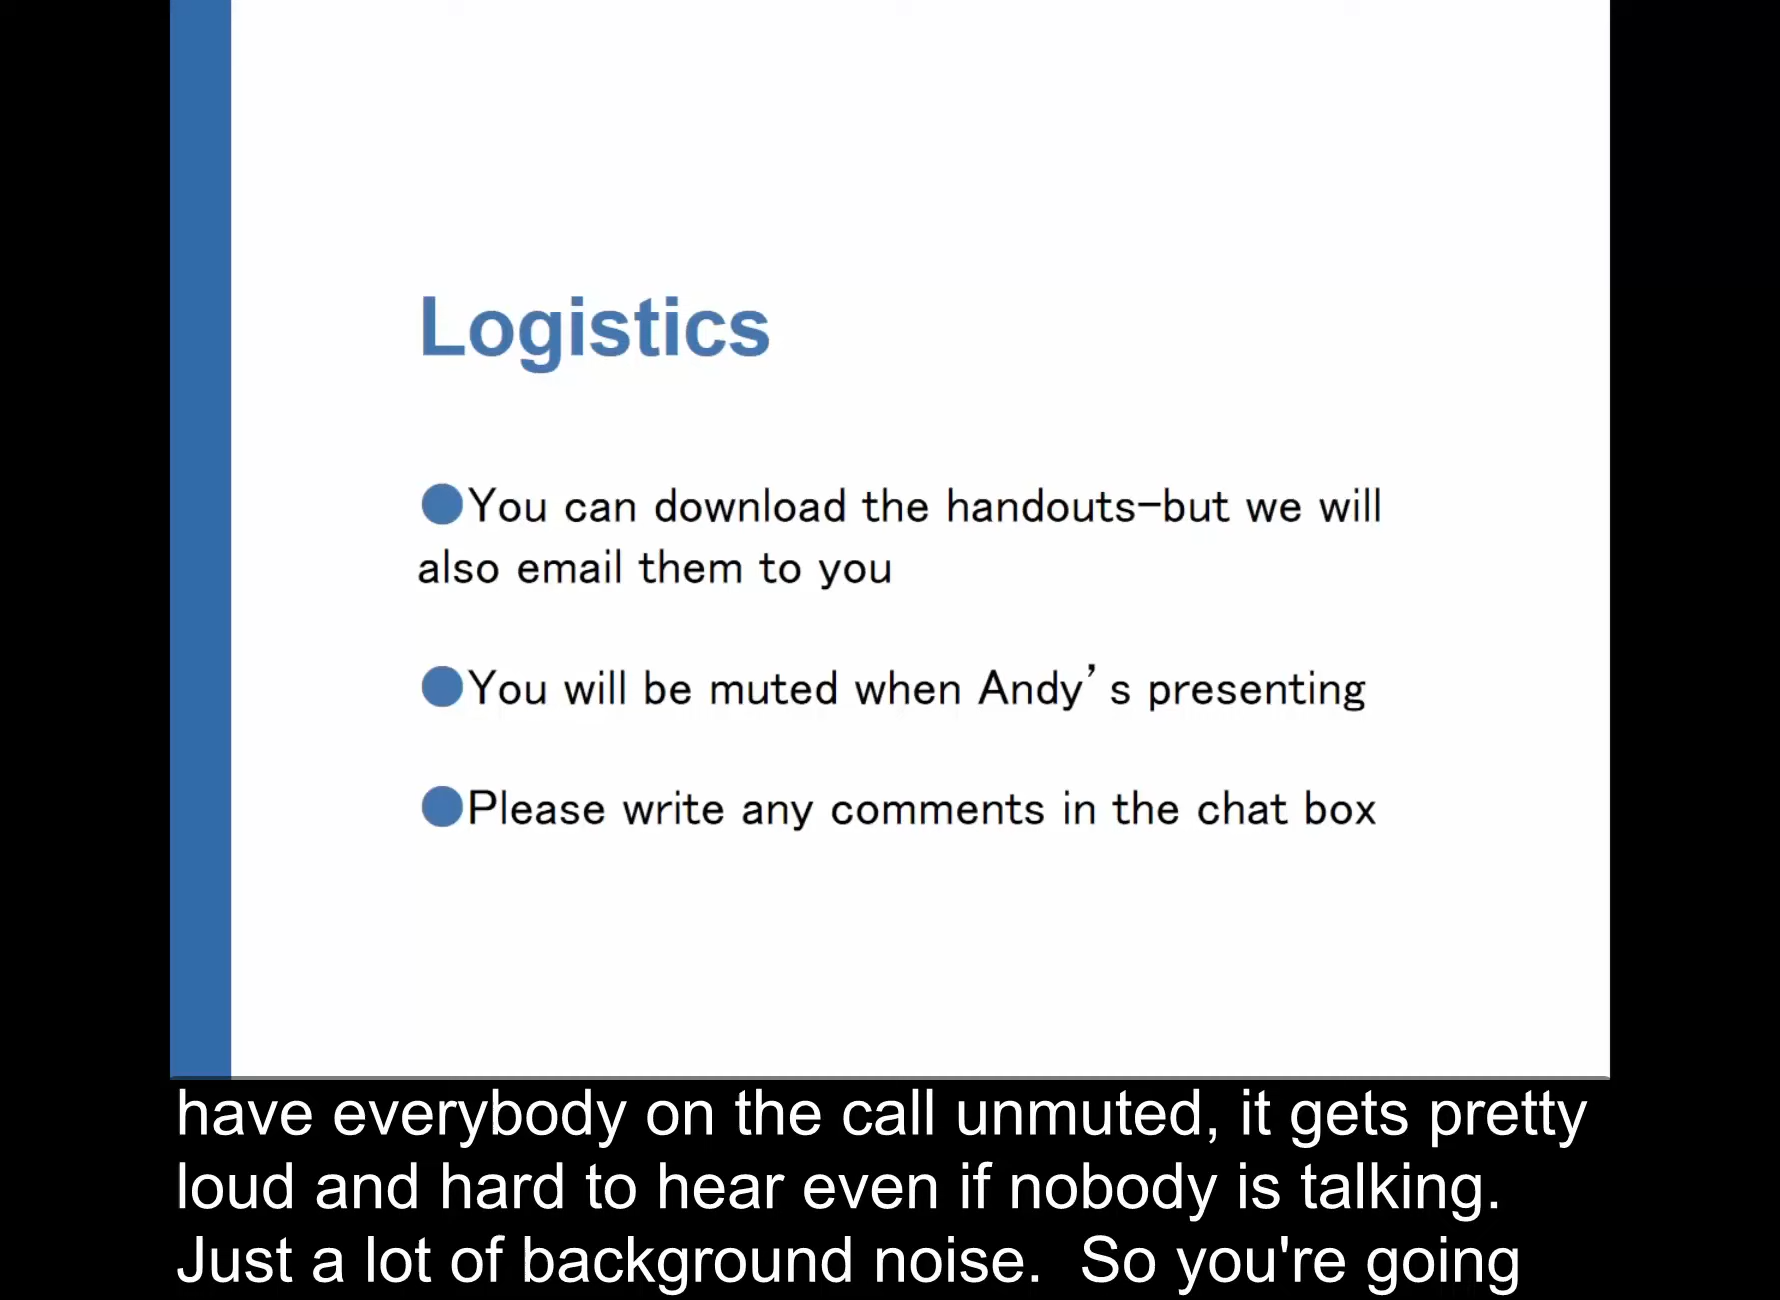 Logistics
●You can download the handouts-but we will
also email them to you
●You will be muted when Andy’s presenting
●Please write any comments in the chat box
have everybody on the call unmuted, it gets pretty
loud and hard to hear even if nobody is talking.
Just a lot of background noise.  So you're going